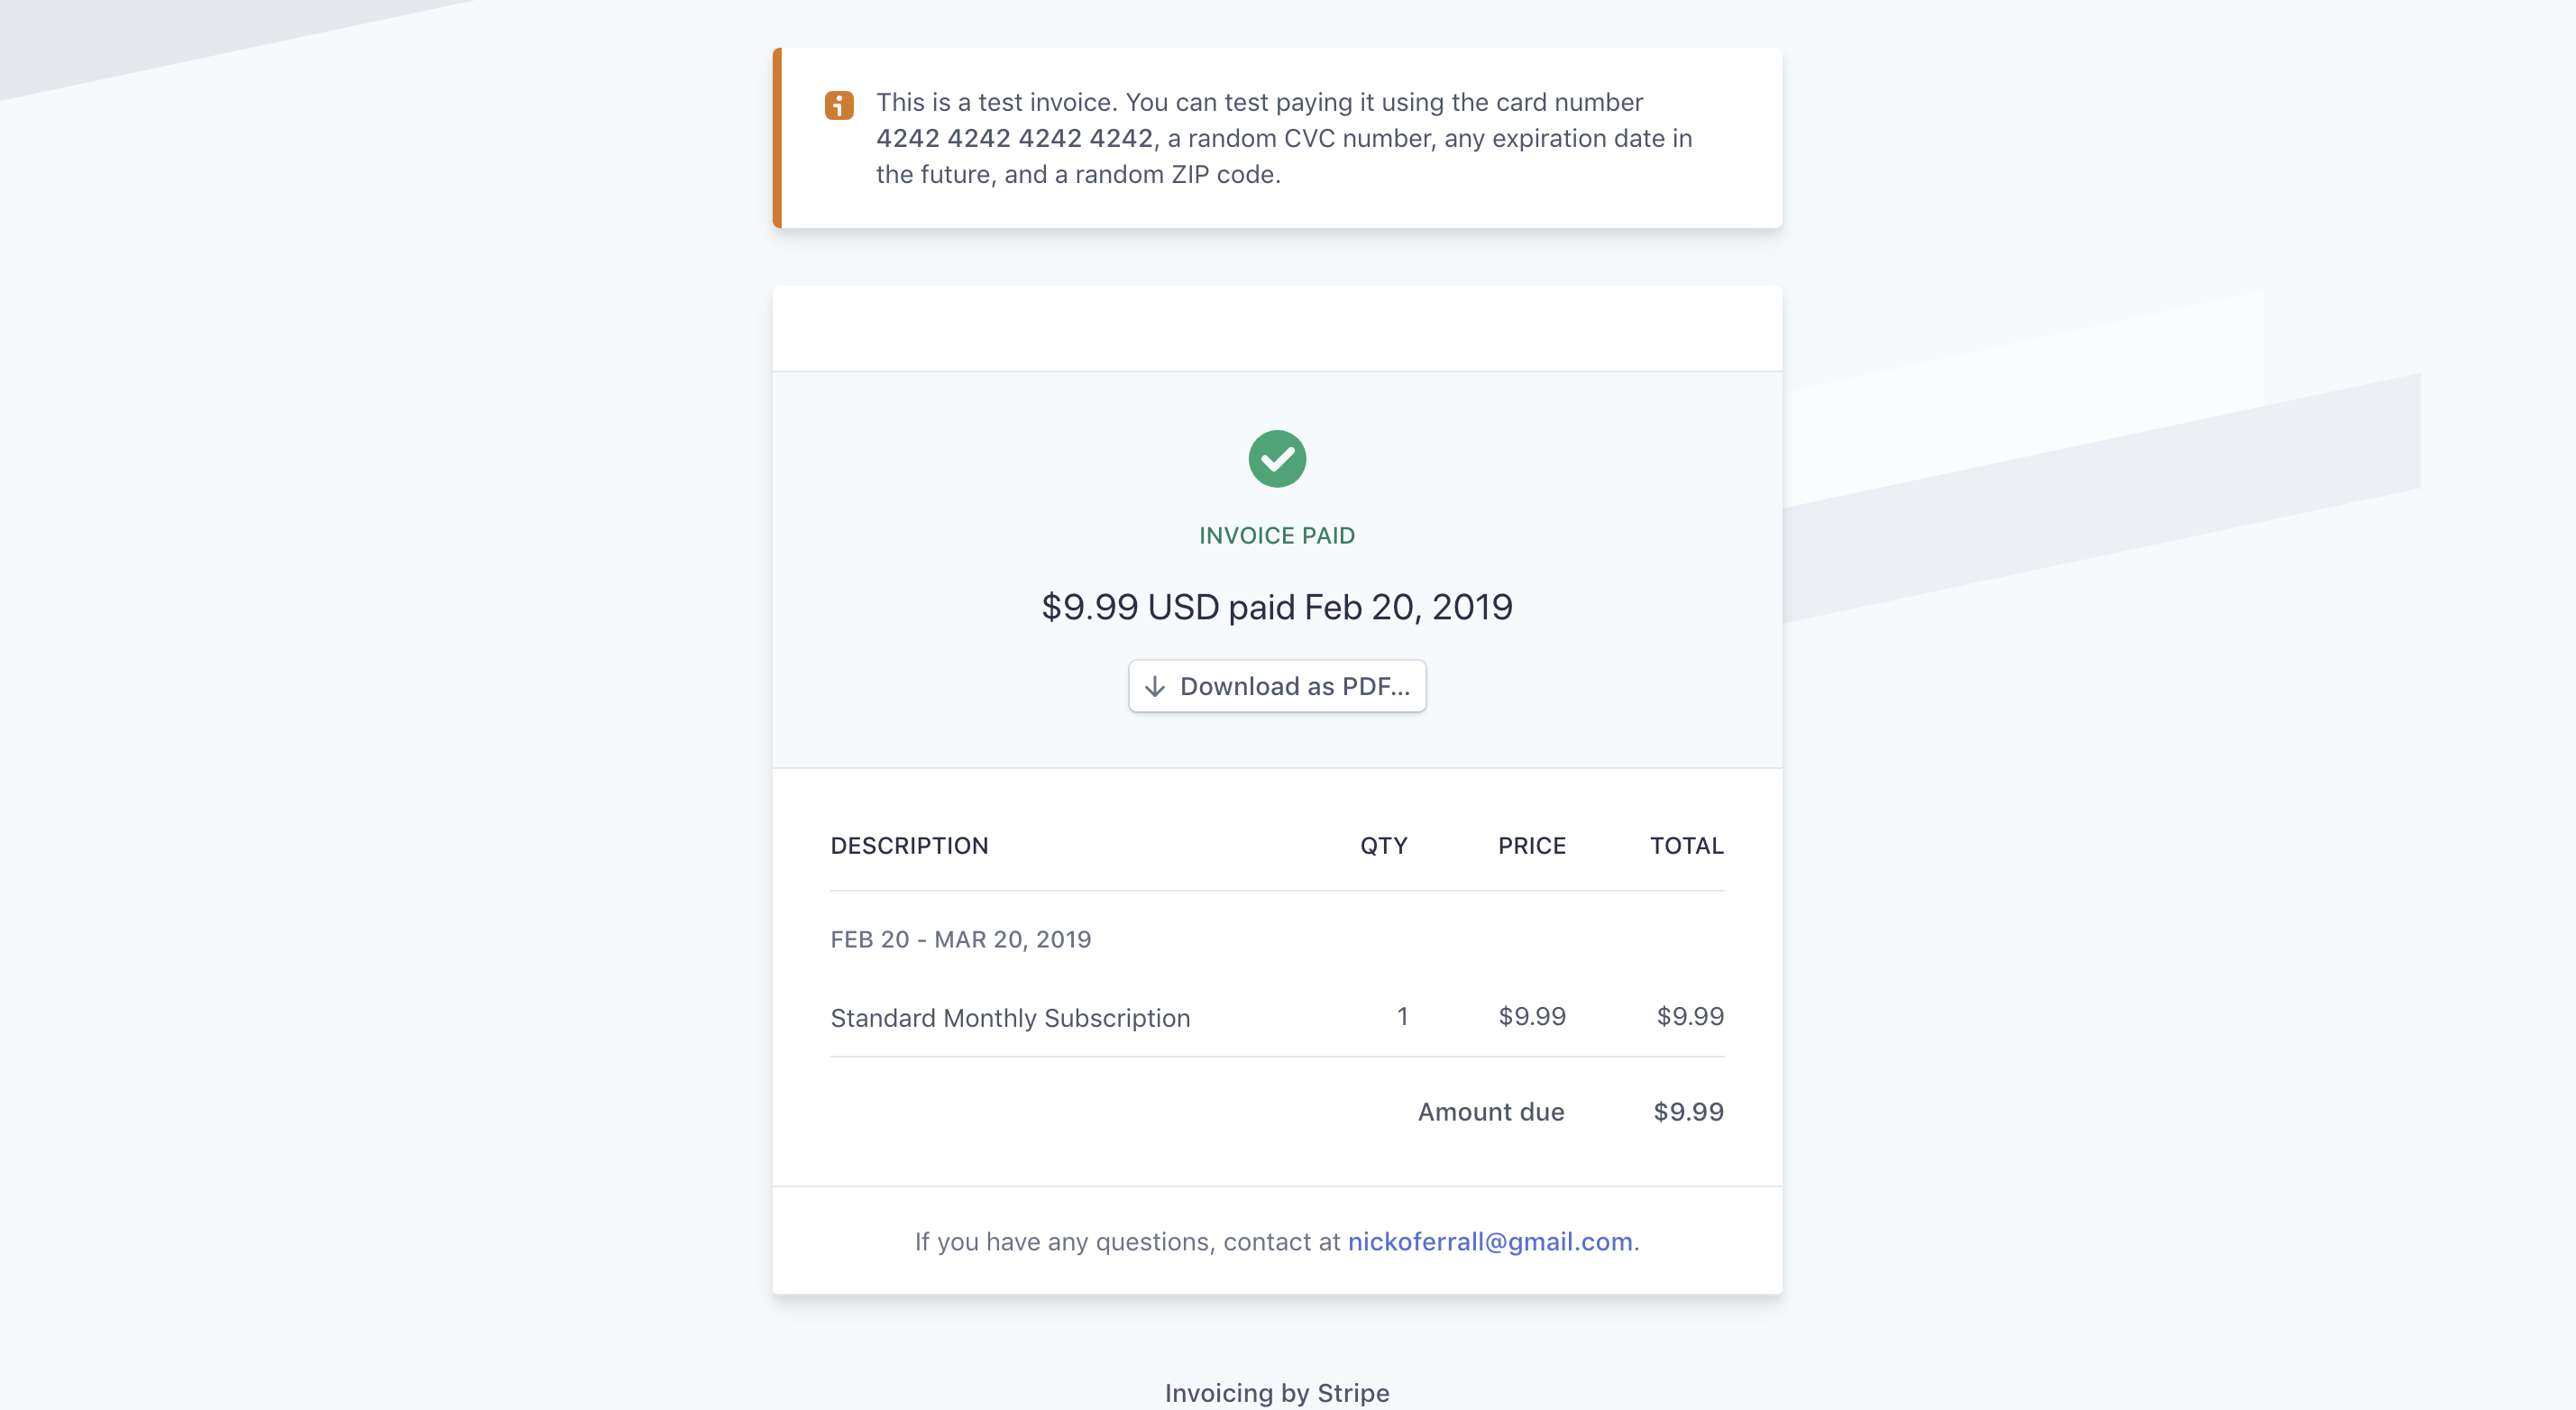 This is a test invoice. You can test paying it using the card number
4242 4242 4242 4242, a random CVC number, any expiration date in
the future, and a random ZIP code.
INVOICE PAID
$9.99 USD paid Feb 20, 2019
Download as PDF...
DESCRIPTION QTY PRICE TOTAL
FEB 20 - MAR 20, 2019
Standard Monthly Subscription 1 $9.99 $9.99
Amount due $9.99
If you have any questions, contact at nickoferrall@gmail.com.
Invoicing by Stripe